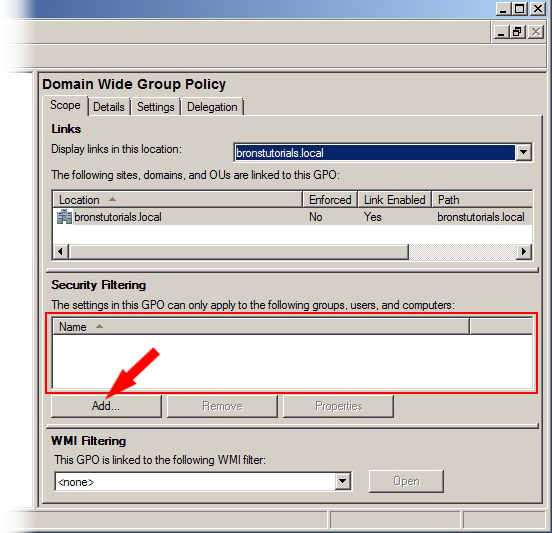 Domain Wide Group Policy
Scope Details Settings Delegation
Links
Display links in this location: bronstutorials.local
The following sites, domains, and OUs are linked to this GPO:
Location Enforced Link Enabled Path
bronstutorials.local No Yes bronstutorials.local
Security Filtering
The settings in this GPO can only apply to the following groups, users, and computers:
Name
Add... Remove Properties
WMI Filtering
This GPO is linked to the following WMI filter:
<none> Open